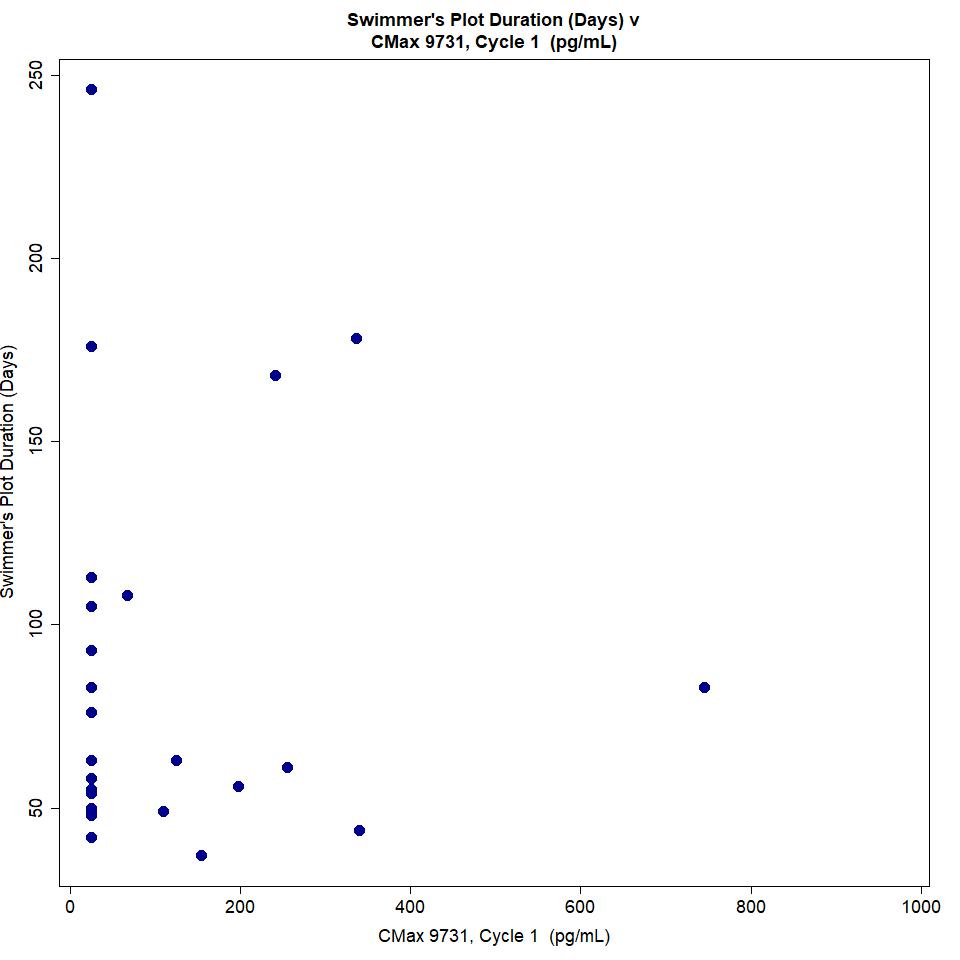 Swimmer's Plot Duration (Days) v
CMax 9731, Cycle 1  (pg/mL)
Swimmer's Plot Duration (Days)
250
200
150
100
50
0
200
400
600
800
1000
CMax 9731, Cycle 1  (pg/mL)